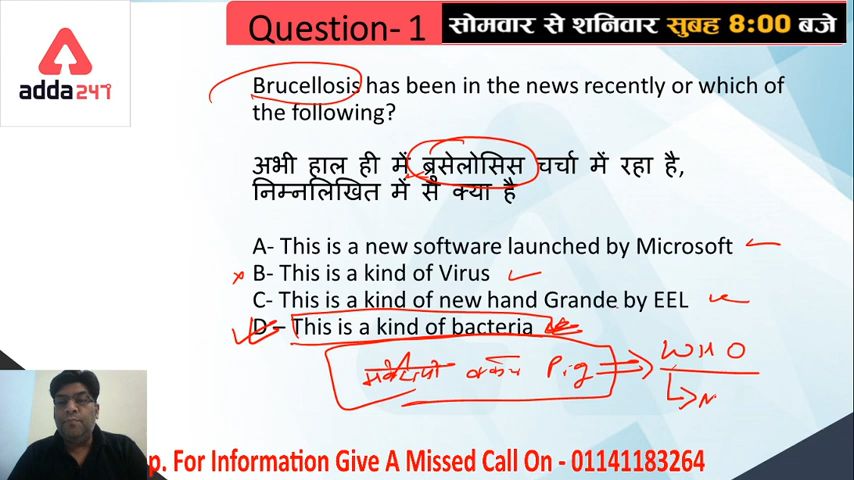 Question- 1
सोमवार से शनिवार सुबह 8:00 बजे
adda247
Brucellosis has been in the news recently or which of
the following?
अभी हाल ही में ब्रुसेलोसिस चर्चा में रहा है,
निम्नलिखित में से क्या है
A- This is a new software launched by Microsoft
B- This is a kind of Virus
C- This is a kind of new hand Grande by EEL
D – This is a kind of bacteria
Pig
WHO
p. For Information Give A Missed Call On - 01141183264